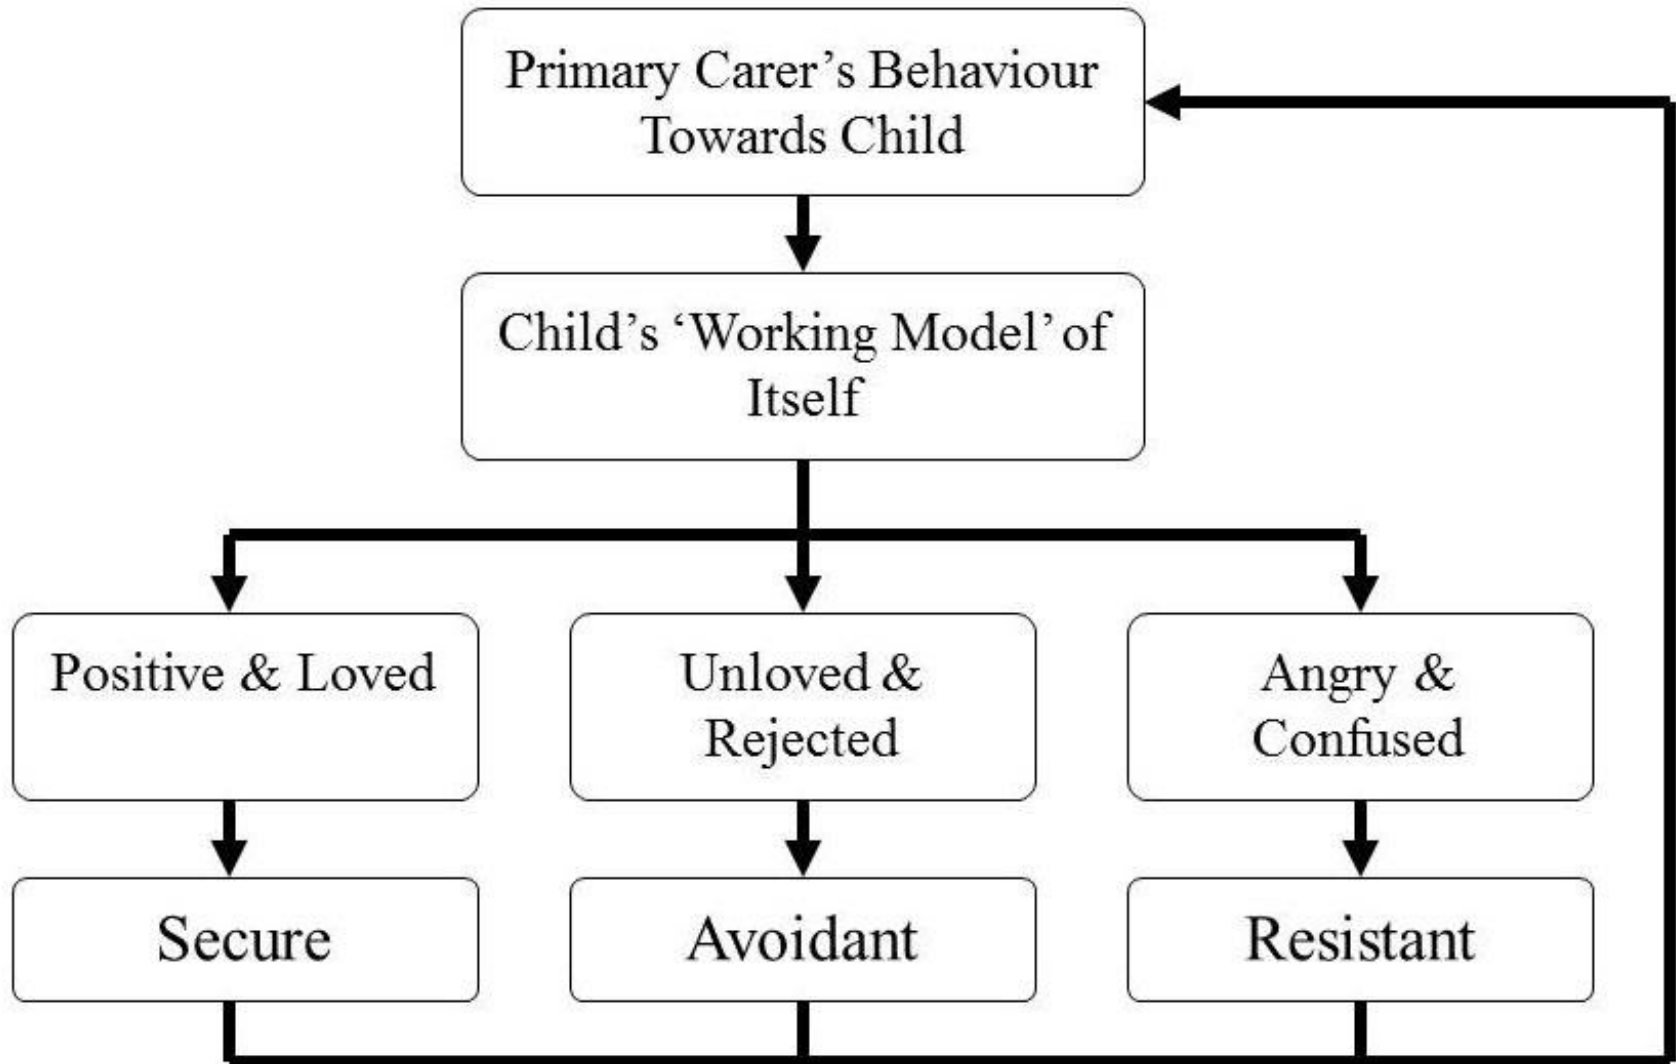 Primary Carer’s Behaviour
Towards Child
Child’s ‘Working Model’ of
Itself
Positive & Loved
Unloved &
Rejected
Angry &
Confused
Secure
Avoidant
Resistant